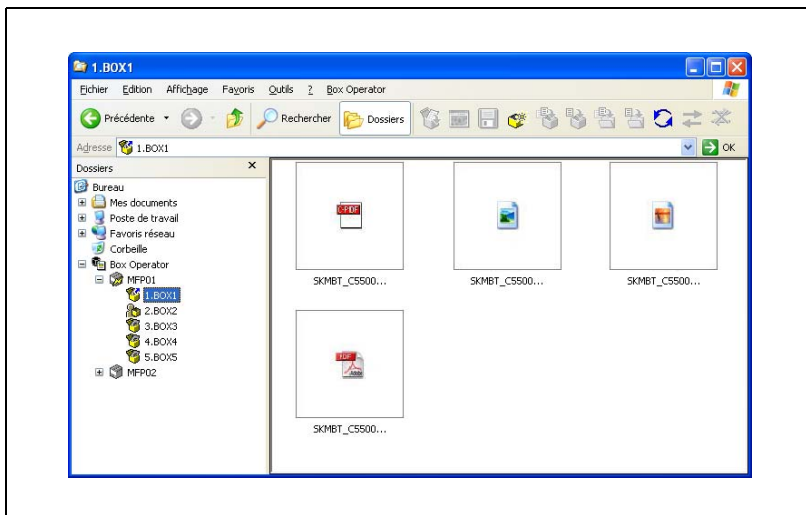 1.BOX1
Fichier Edition Affichage Favoris Outils ? Box Operator
Précédente Rechercher Dossiers
Adresse 1.BOX1 OK
Dossiers
Bureau
Mes documents
Poste de travail
Favoris réseau
Corbeille
Box Operator
MFP01
1.BOX1
2.BOX2
3.BOX3
4.BOX4
5.BOX5
MFP02
SKMBT_C5500... SKMBT_C5500... SKMBT_C5500...
PDF
SKMBT_C5500...